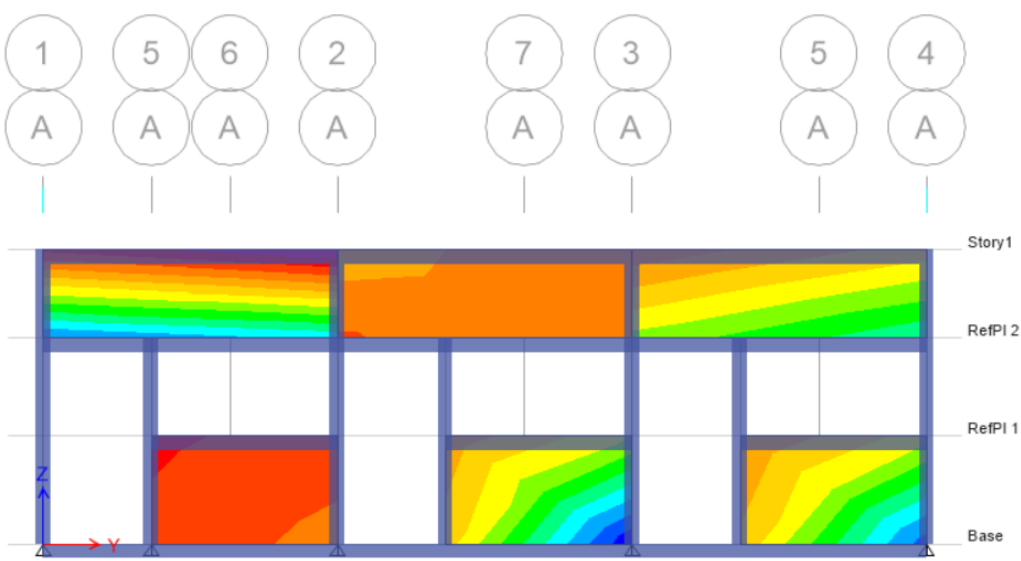 1 5 6 2 7 3 5 4
A A A A A A A A
Story1
RefPl 2
RefPl 1
Z
Y
Base